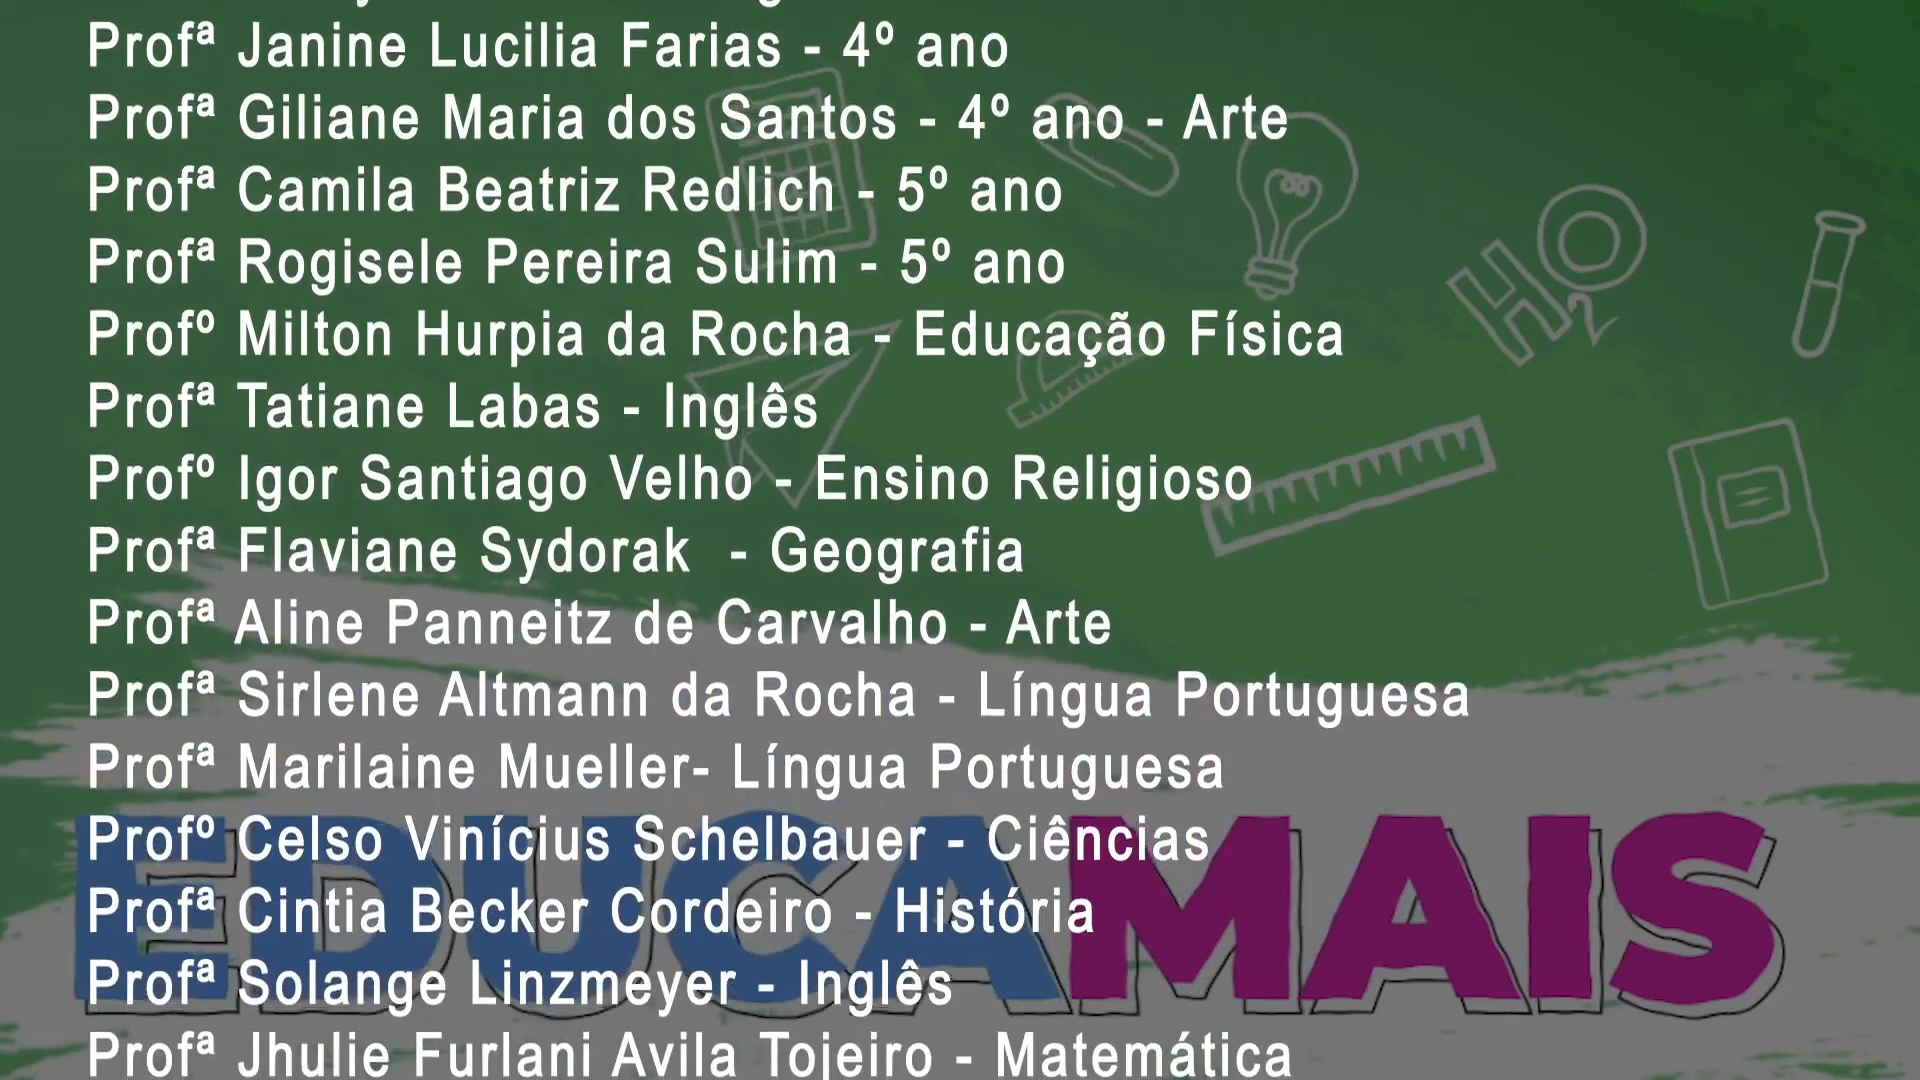 Profª Janine Lucilia Farias - 4º ano
Profª Giliane Maria dos Santos - 4º ano - Arte
Profª Camila Beatriz Redlich - 5º ano
Profª Rogisele Pereira Sulim - 5º ano
Profº Milton Hurpia da Rocha - Educação Física
Profª Tatiane Labas - Inglês
Profº Igor Santiago Velho - Ensino Religioso
Profª Flaviane Sydorak  - Geografia
Profª Aline Panneitz de Carvalho - Arte
Profª Sirlene Altmann da Rocha - Língua Portuguesa
Profª Marilaine Mueller- Língua Portuguesa
Profº Celso Vinícius Schelbauer - Ciências
Profª Cintia Becker Cordeiro - História
Profª Solange Linzmeyer - Inglês
Profª Jhulie Furlani Avila Tojeiro - Matemática
H2O
EDUCAMAIS